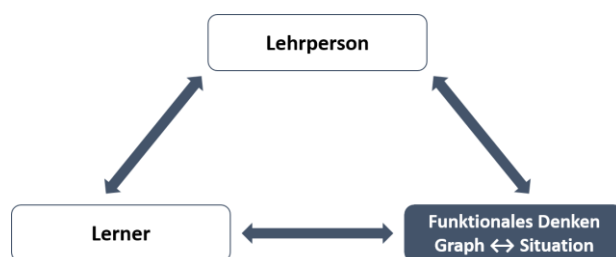 Lehrperson
Lerner
Funktionales Denken
Graph ↔ Situation